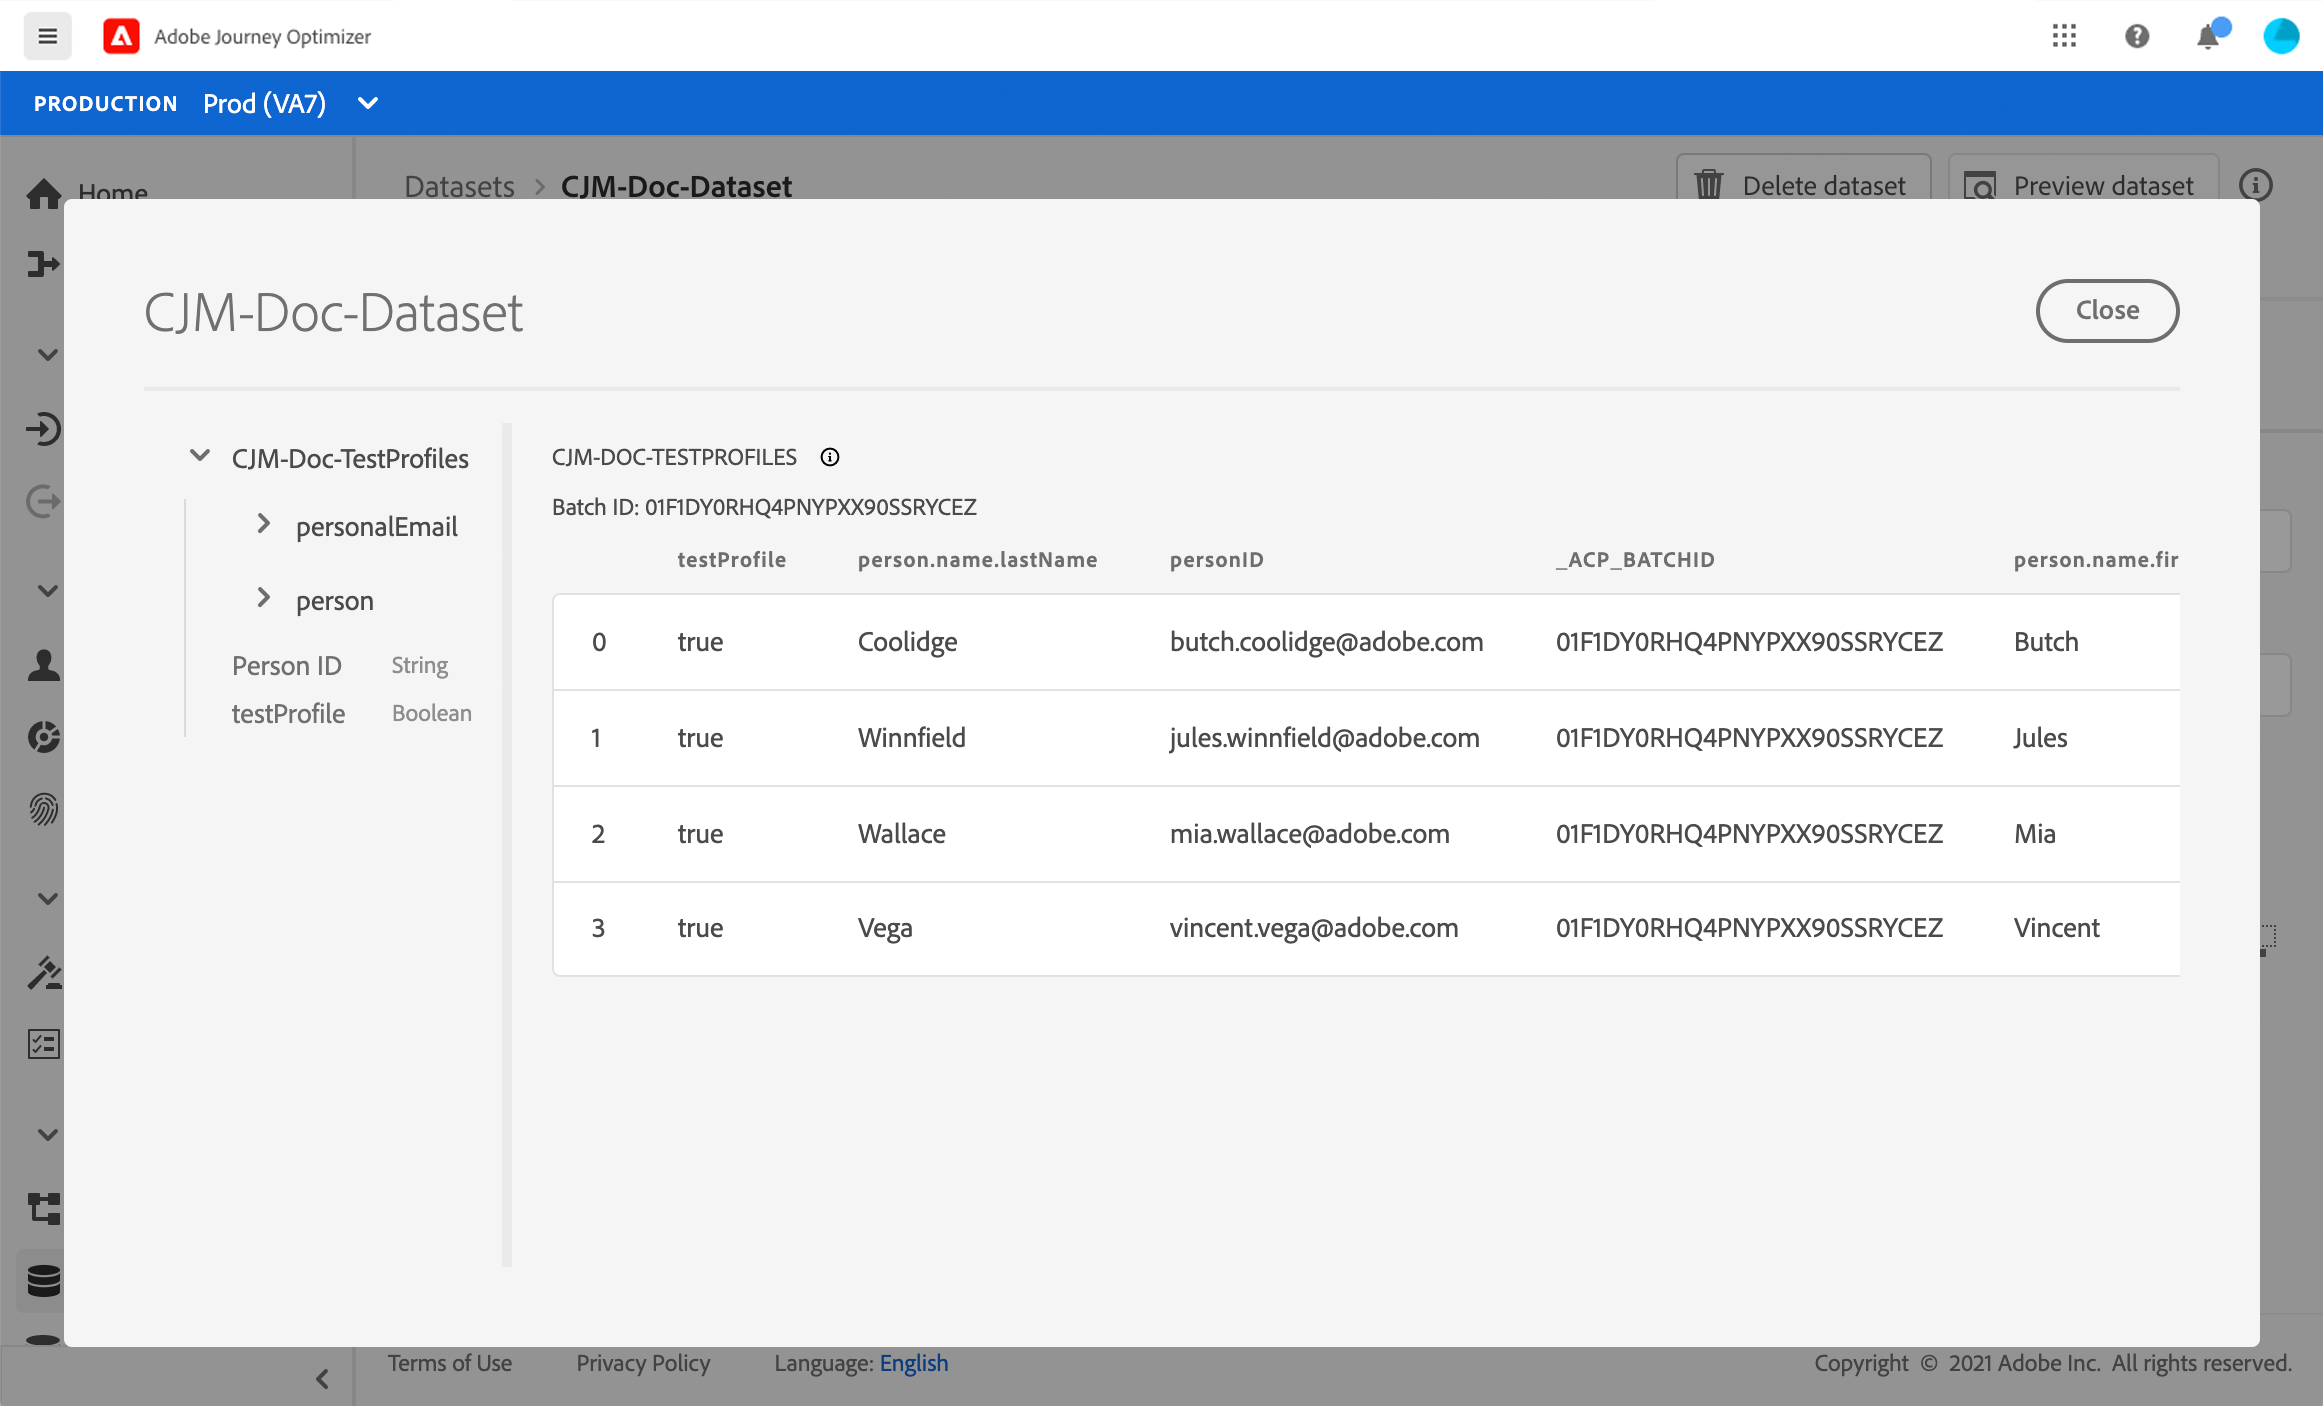 Adobe Journey Optimizer
PRODUCTION Prod (VA7)
Home
Datasets > CJM-Doc-Dataset
Delete dataset
Preview dataset
CJM-Doc-Dataset
Close
CJM-Doc-TestProfiles
personalEmail
person
Person ID String
testProfile Boolean
CJM-DOC-TESTPROFILES
Batch ID: 01F1DY0RHQ4PNYPXX90SSRYCEZ
testProfile person.name.lastName personID _ACP_BATCHID person.name.fir
0 true Coolidge butch.coolidge@adobe.com 01F1DY0RHQ4PNYPXX90SSRYCEZ Butch
1 true Winnfield jules.winnfield@adobe.com 01F1DY0RHQ4PNYPXX90SSRYCEZ Jules
2 true Wallace mia.wallace@adobe.com 01F1DY0RHQ4PNYPXX90SSRYCEZ Mia
3 true Vega vincent.vega@adobe.com 01F1DY0RHQ4PNYPXX90SSRYCEZ Vincent
Terms of Use Privacy Policy Language: English Copyright © 2021 Adobe Inc. All rights reserved.